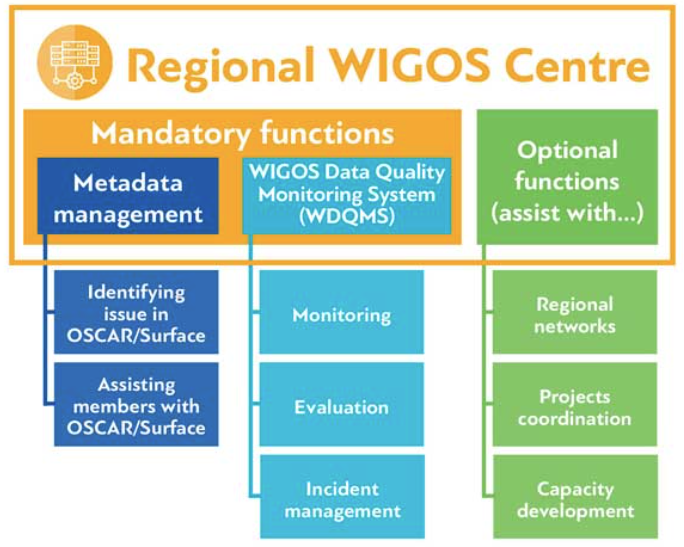 Regional WIGOS Centre
Mandatory functions
Metadata
management
WIGOS Data Quality
Monitoring System
(WDQMS)
Optional
functions
(assist with...)
Identifying
issue in
OSCAR/Surface
Assisting
members with
OSCAR/Surface
Monitoring
Evaluation
Incident
management
Regional
networks
Projects
coordination
Capacity
development